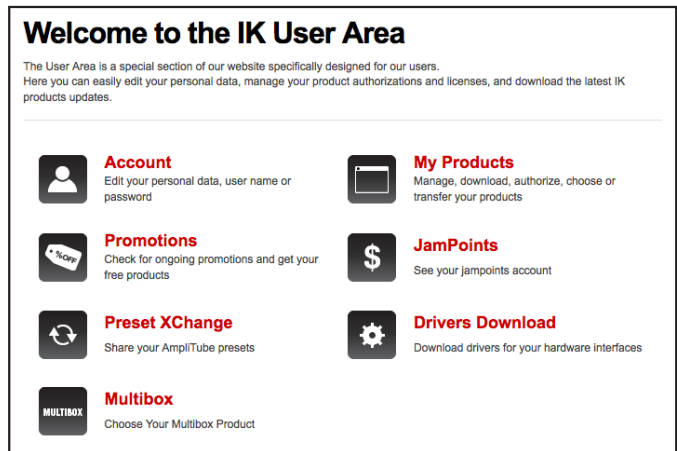 Welcome to the IK User Area
The User Area is a special section of our website specifically designed for our users.
Here you can easily edit your personal data, manage your product authorizations and licenses, and download the latest IK
products updates.
Account
Edit your personal data, user name or
password
My Products
Manage, download, authorize, choose or
transfer your products
%OFF
Promotions
Check for ongoing promotions and get your
free products
$
JamPoints
See your jampoints account
Preset XChange
Share your AmpliTube presets
Drivers Download
Download drivers for your hardware interfaces
MULTIBOX
Multibox
Choose Your Multibox Product